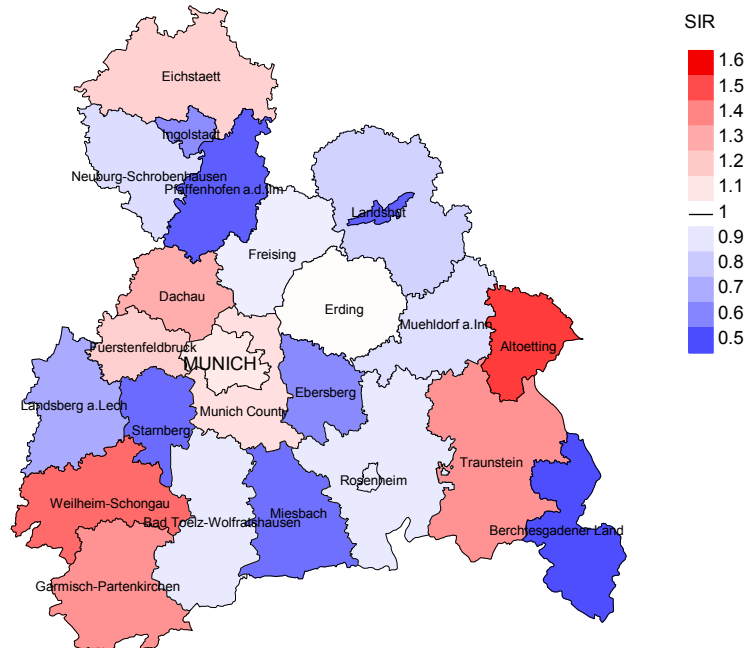 SIR
1.6
1.5
1.4
1.3
1.2
1.1
1
0.9
0.8
0.7
0.6
0.5
Eichstaett
Ingolstadt
Neuburg-Schrobenhausen
Pfaffenhofen a.d.Ilm
Landshut
Freising
Dachau
Erding
Muehldorf a.Inn
Altoetting
Fuerstenfeldbruck
MUNICH
Ebersberg
Landsberg a.Lech
Munich County
Starnberg
Traunstein
Rosenheim
Weilheim-Schongau
Miesbach
Bad Toelz-Wolfratshausen
Berchtesgadener Land
Garmisch-Partenkirchen